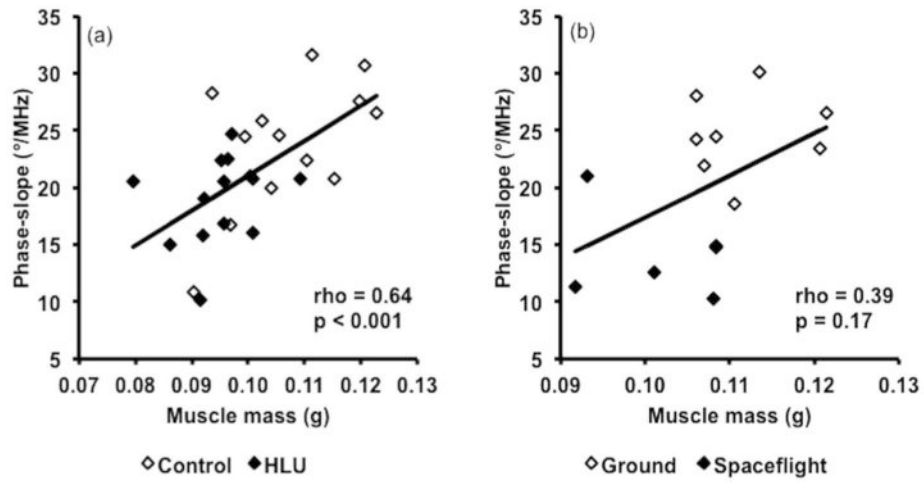 (a)
35
30
25
20
15
10
5
Phase-slope (°/MHz)
rho = 0.64
p < 0.001
0.07 0.08 0.09 0.10 0.11 0.12 0.13
Muscle mass (g)
Control HLU
(b)
35
30
25
20
15
10
5
Phase-slope (°/MHz)
rho = 0.39
p = 0.17
0.09 0.10 0.11 0.12 0.13
Muscle mass (g)
Ground Spaceflight